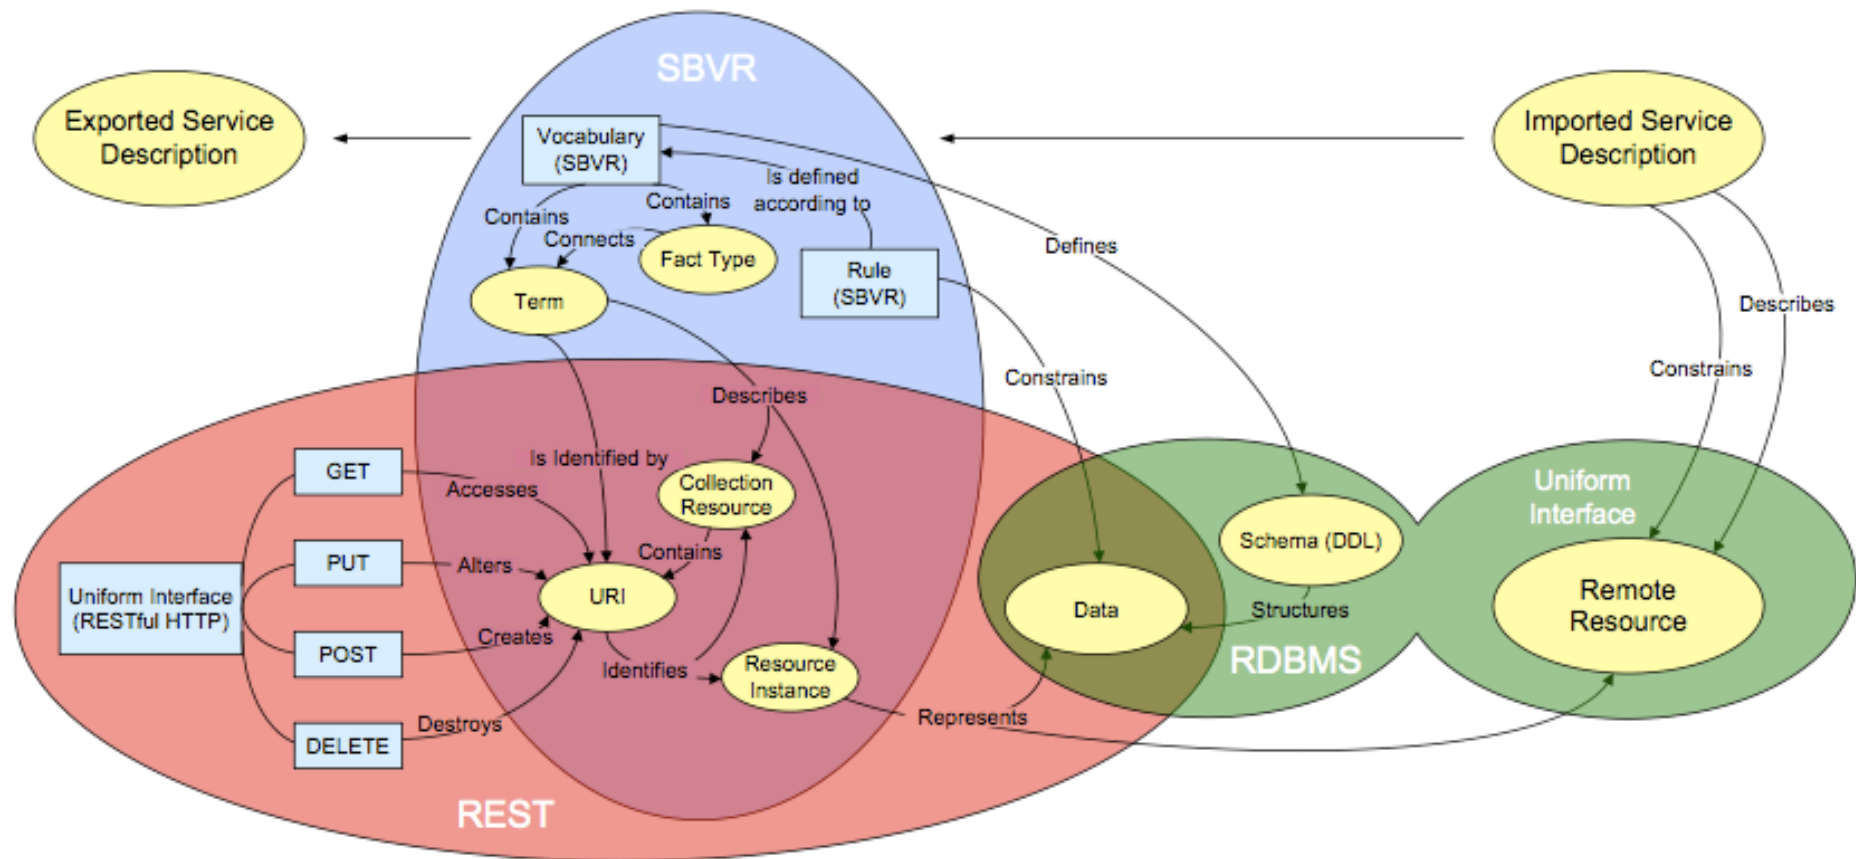 SBVR
Exported Service
Description
Imported Service
Description
Vocabulary
(SBVR)
Is defined
according to
Contains
Contains
Connects
Fact Type
Term
Rule
(SBVR)
Defines
Describes
Constrains
Constrains
Describes
GET
Is Identified by
Accesses
Collection
Resource
Uniform
Interface
Schema (DDL)
PUT
Alters
Contains
URI
Uniform Interface
(RESTful HTTP)
Data
Structures
Remote
Resource
POST
Creates
Identifies
Resource
Instance
RDBMS
Represents
DELETE
Destroys
REST